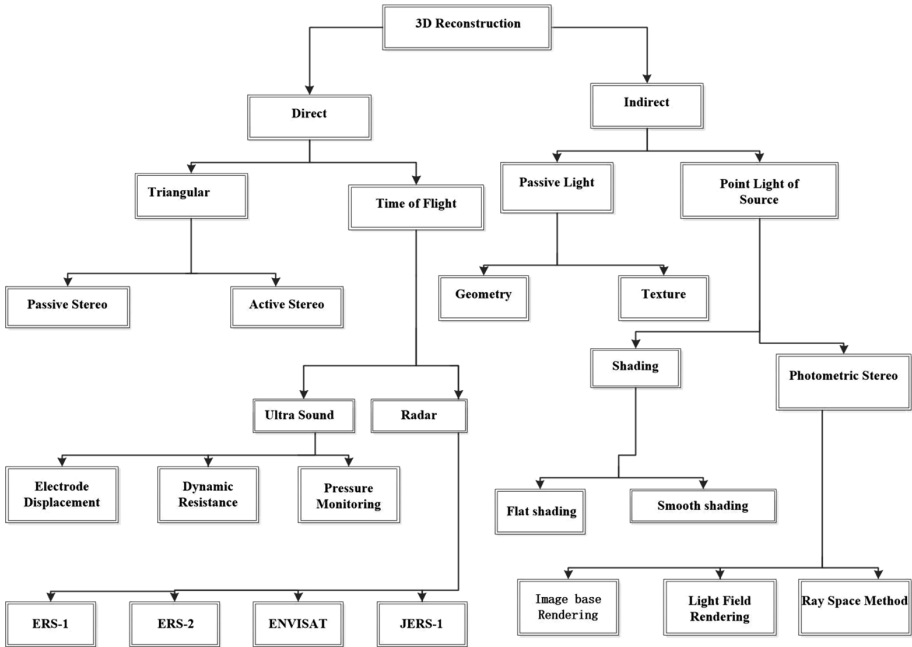 3D Reconstruction
Direct
Indirect
Triangular
Time of Flight
Passive Light
Point Light of
Source
Passive Stereo
Active Stereo
Geometry
Texture
Shading
Photometric Stereo
Ultra Sound
Radar
Electrode
Displacement
Dynamic
Resistance
Pressure
Monitoring
Flat shading
Smooth shading
ERS-1
ERS-2
ENVISAT
JERS-1
Image base
Rendering
Light Field
Rendering
Ray Space Method